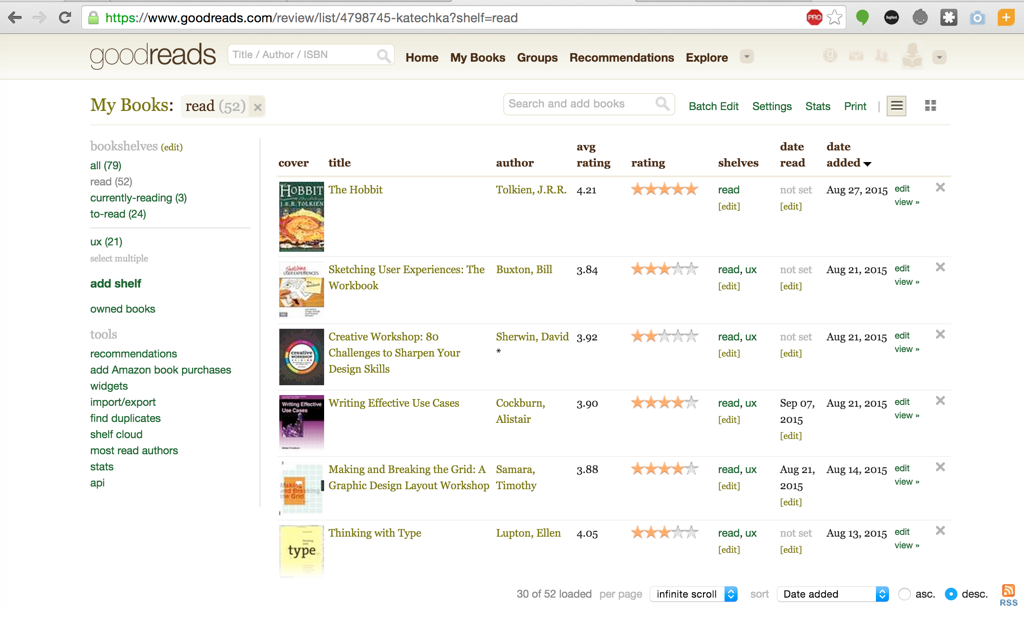 https://www.goodreads.com/review/list/4798745-katechka?shelf=read
PRO
goodreads
Title / Author / ISBN
Home My Books Groups Recommendations Explore
My Books: read (52) ×
Search and add books
Batch Edit Settings Stats Print |
bookshelves (edit)
all (79)
read (52)
currently-reading (3)
to-read (24)
ux (21)
select multiple
add shelf
owned books
tools
recommendations
add Amazon book purchases
widgets
import/export
find duplicates
shelf cloud
most read authors
stats
api
cover title author avg rating rating shelves date read date added
HOBBIT
J.R.R. TOLKIEN
The Hobbit Tolkien, J.R.R. 4.21 read not set Aug 27, 2015 edit
[edit] [edit] view »
Sketching User Experiences: The Buxton, Bill 3.84 read, ux not set Aug 21, 2015 edit
Workbook [edit] [edit] view »
creative
WORKSHOP
Creative Workshop: 80 Sherwin, David 3.92 read, ux not set Aug 21, 2015 edit
Challenges to Sharpen Your * [edit] [edit] view »
Design Skills
Writing Effective
Use Cases
Writing Effective Use Cases Cockburn, 3.90 read, ux Sep 07, Aug 21, 2015 edit
Alistair [edit] 2015 view »
[edit]
Making
and Breaking
the Grid
Making and Breaking the Grid: A Samara, 3.88 read, ux Aug 21, Aug 14, 2015 edit
Graphic Design Layout Workshop Timothy [edit] 2015 view »
[edit]
type
Thinking with Type Lupton, Ellen 4.05 read, ux not set Aug 13, 2015 edit
[edit] [edit] view »
30 of 52 loaded per page infinite scroll sort Date added asc. desc.
RSS